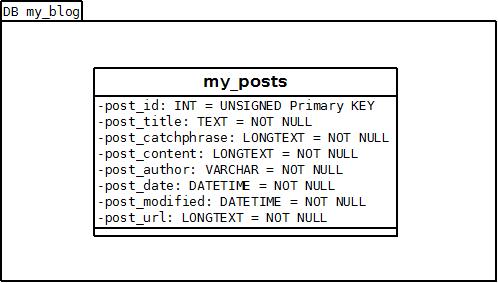 DB my_blog
my_posts
-post_id: INT = UNSIGNED Primary KEY
-post_title: TEXT = NOT NULL
-post_catchphrase: LONGTEXT = NOT NULL
-post_content: LONGTEXT = NOT NULL
-post_author: VARCHAR = NOT NULL
-post_date: DATETIME = NOT NULL
-post_modified: DATETIME = NOT NULL
-post_url: LONGTEXT = NOT NULL